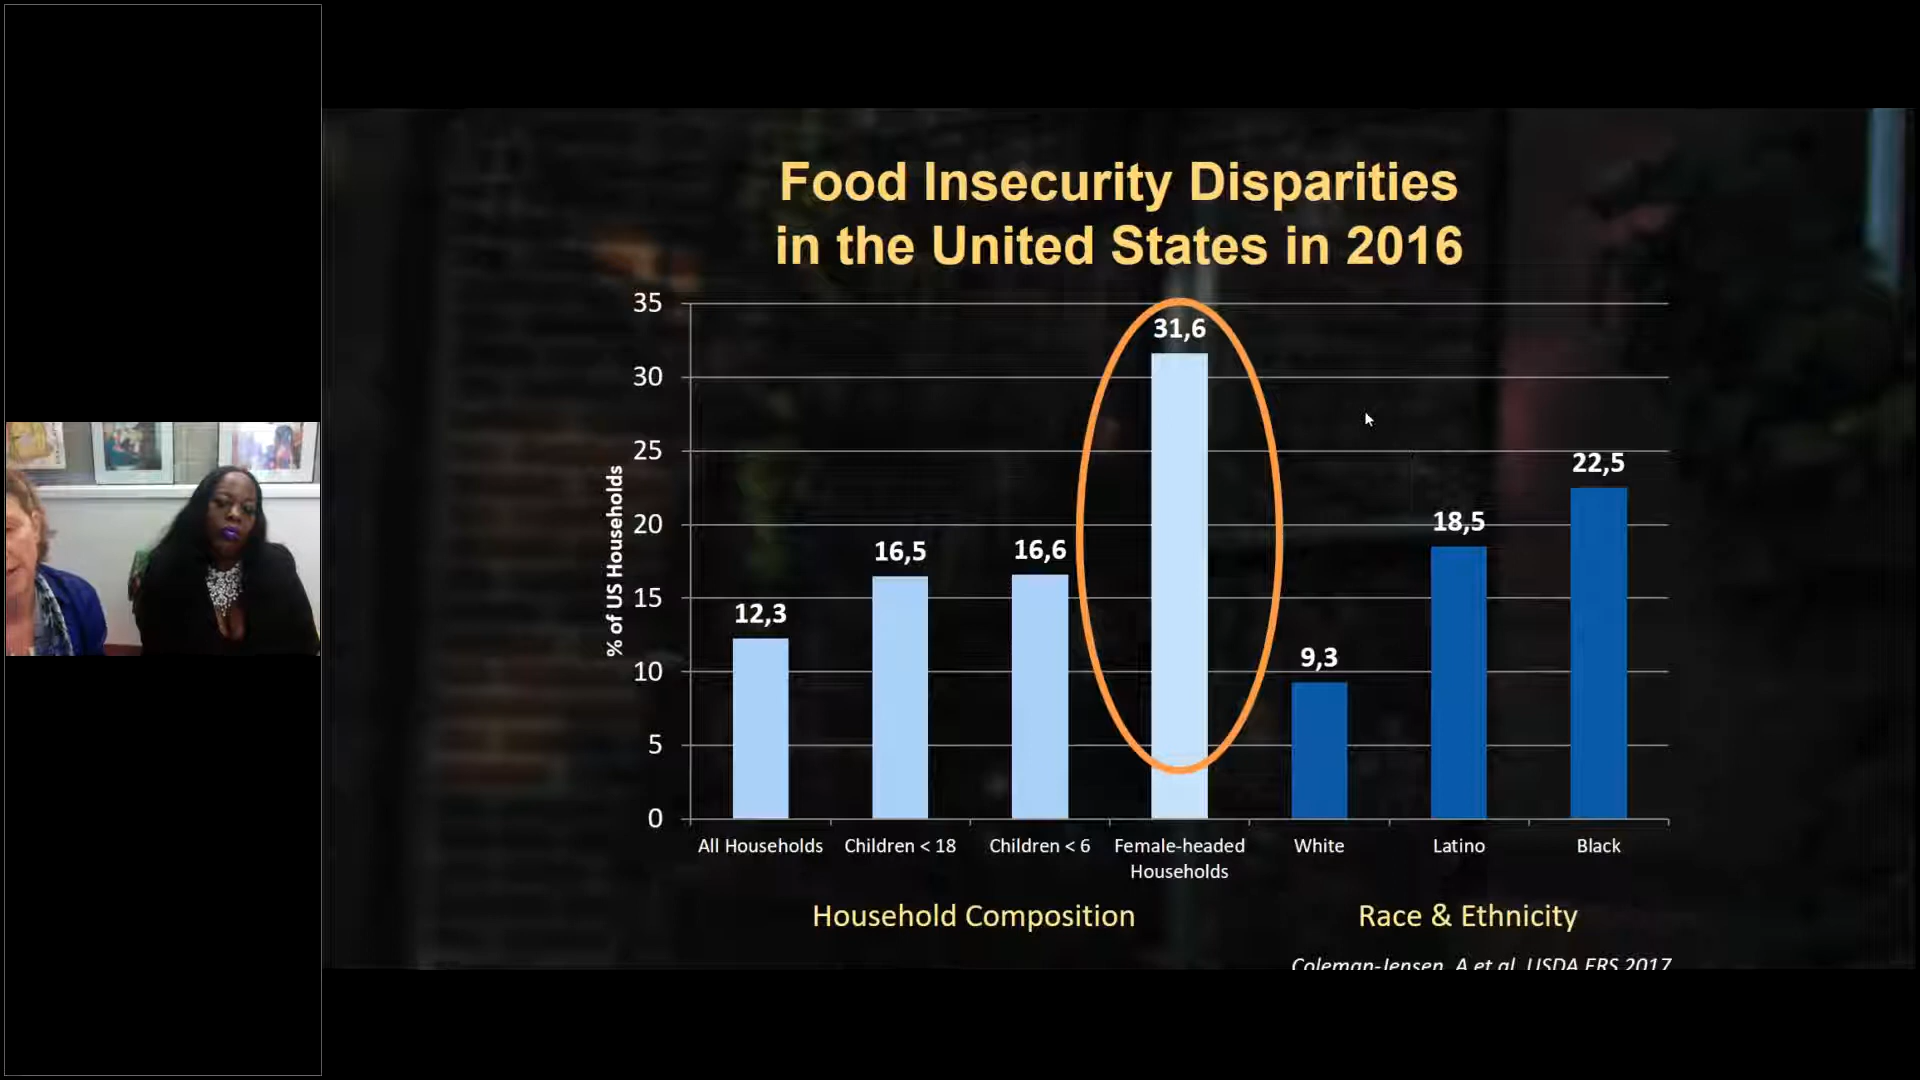 Food Insecurity Disparities
in the United States in 2016
% of US Households
35
30
25
20
15
10
5
0
12,3
16,5
16,6
31,6
9,3
18,5
22,5
All Households
Children < 18
Children < 6
Female-headed
Households
White
Latino
Black
Household Composition
Race & Ethnicity
Coleman-Jensen, A et al. USDA ERS 2017